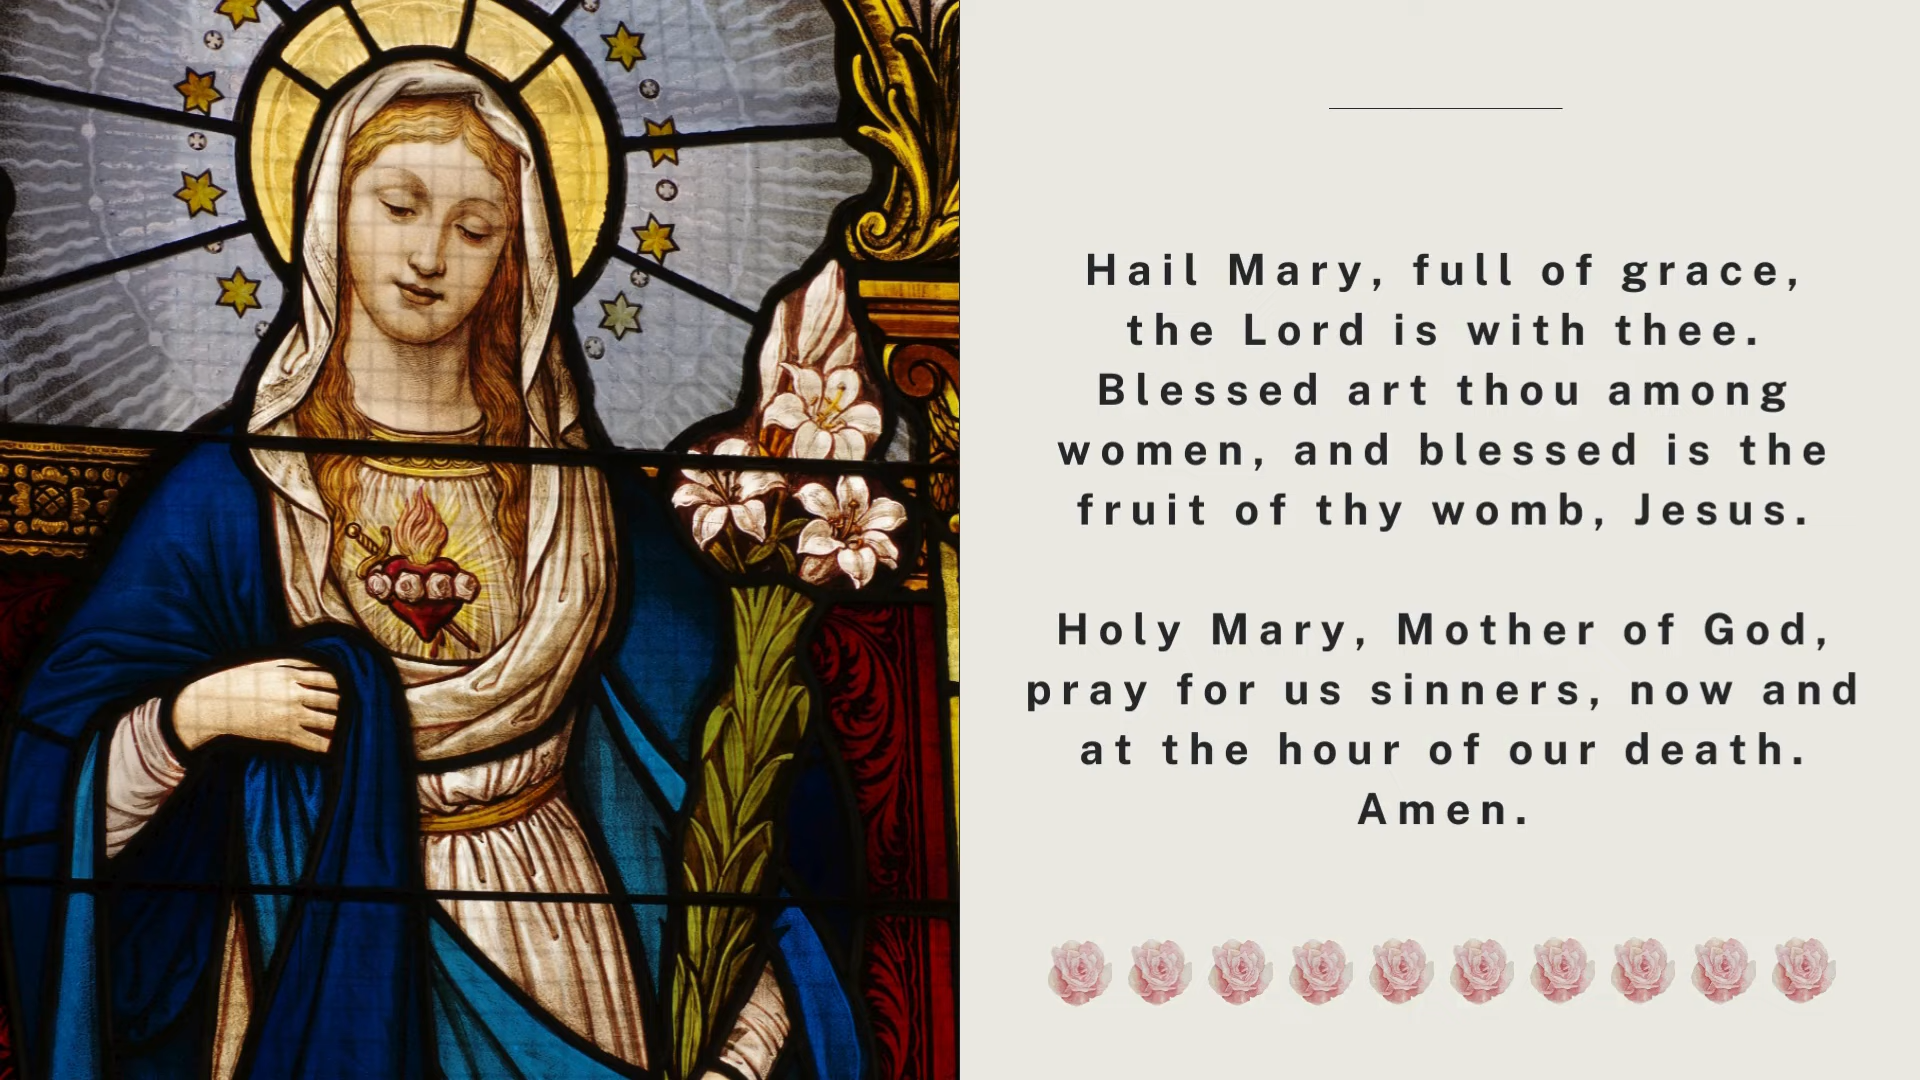 Hail Mary, full of grace,
the Lord is with thee.
Blessed art thou among
women, and blessed is the
fruit of thy womb, Jesus.
Holy Mary, Mother of God,
pray for us sinners, now and
at the hour of our death.
Amen.